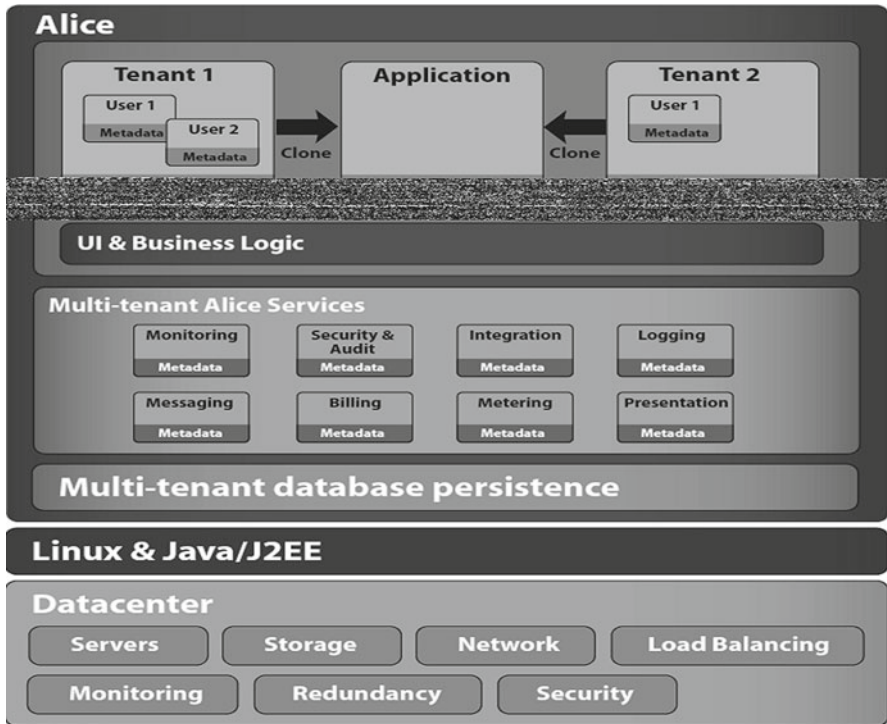 Alice
Tenant 1
Application
Tenant 2
User 1
Metadata
User 2
Metadata
User 1
Metadata
Clone
Clone
UI & Business Logic
Multi-tenant Alice Services
Monitoring
Metadata
Security &
Audit
Metadata
Integration
Metadata
Logging
Metadata
Messaging
Metadata
Billing
Metadata
Metering
Metadata
Presentation
Metadata
Multi-tenant database persistence
Linux & Java/J2EE
Datacenter
Servers
Storage
Network
Load Balancing
Monitoring
Redundancy
Security